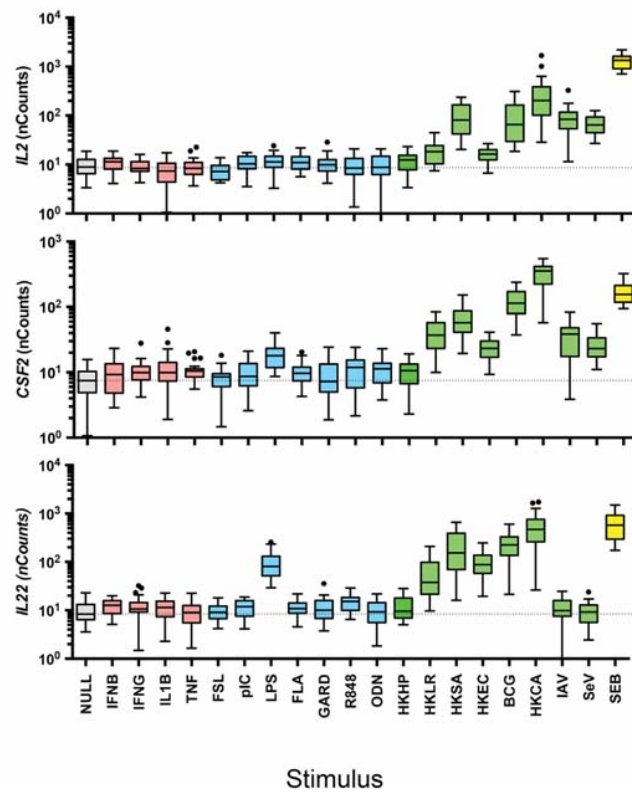 10⁴
10³
10²
10¹
10⁰
IL2 (nCounts)
10³
10²
10¹
10⁰
CSF2 (nCounts)
10⁴
10³
10²
10¹
10⁰
IL22 (nCounts)
NULL
IFNB
IFNG
IL1B
TNF
FSL
pIC
LPS
FLA
GARD
R848
ODN
HKHP
HKLR
HKSA
HKEC
BCG
HKCA
IAV
SeV
SEB
Stimulus